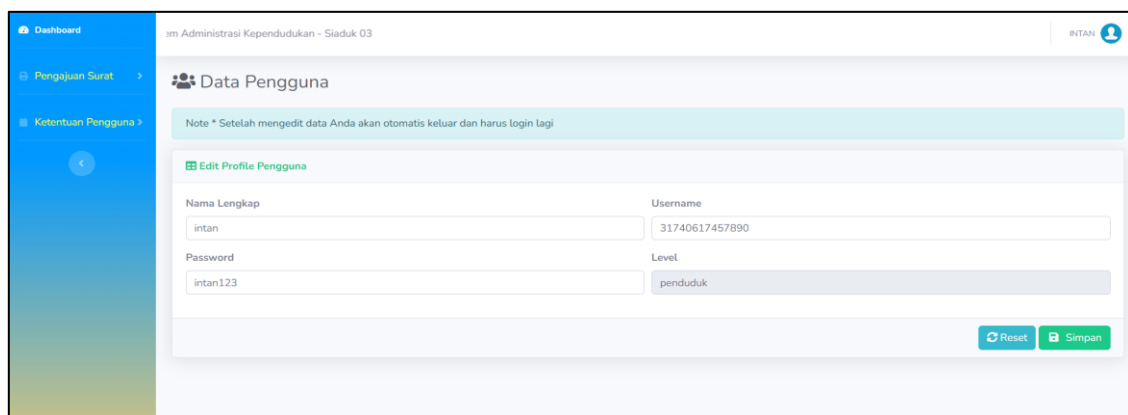 Dashboard
em Administrasi Kependudukan - Siaduk 03
INTAN
Pengajuan Surat
Data Pengguna
Ketentuan Pengguna
Note * Setelah mengedit data Anda akan otomatis keluar dan harus login lagi
Edit Profile Pengguna
Nama Lengkap
Username
intan
31740617457890
Password
Level
intan123
penduduk
Reset
Simpan